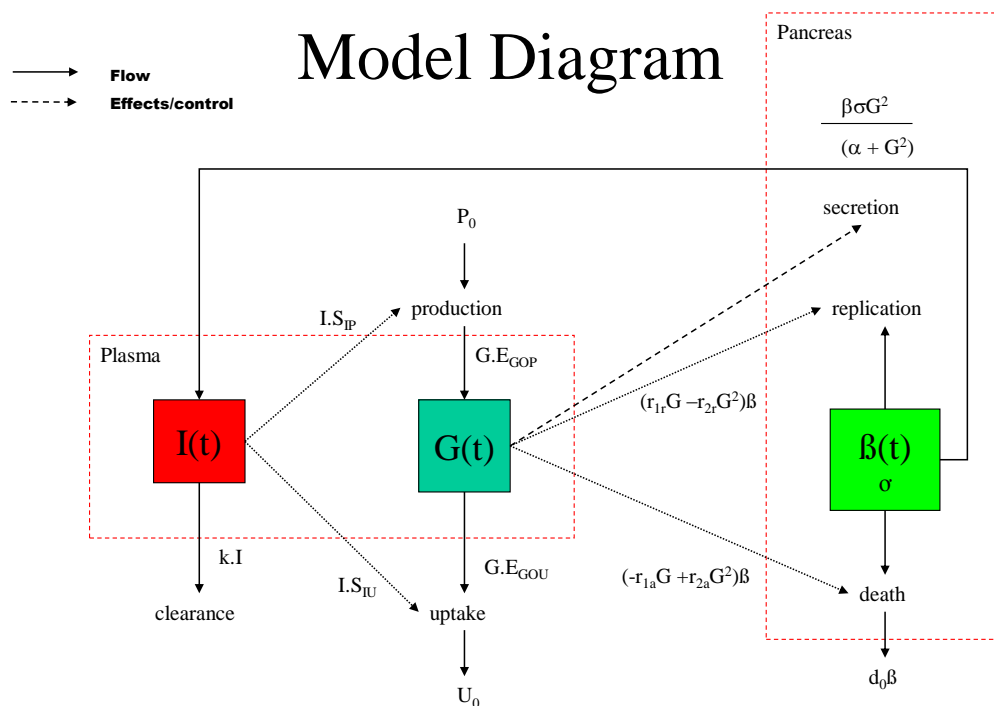 Model Diagram
Flow
Effects/control
Pancreas
βσG²
(α + G²)
secretion
P₀
production
replication
I.S_IP
Plasma
G.E_GOP
(r₁ᵣG –r₂ᵣG²)ß
I(t)
G(t)
ß(t)
σ
k.I
I.S_IU
G.E_GOU
(-r₁ₐG +r₂ₐG²)ß
clearance
uptake
death
U₀
d₀ß